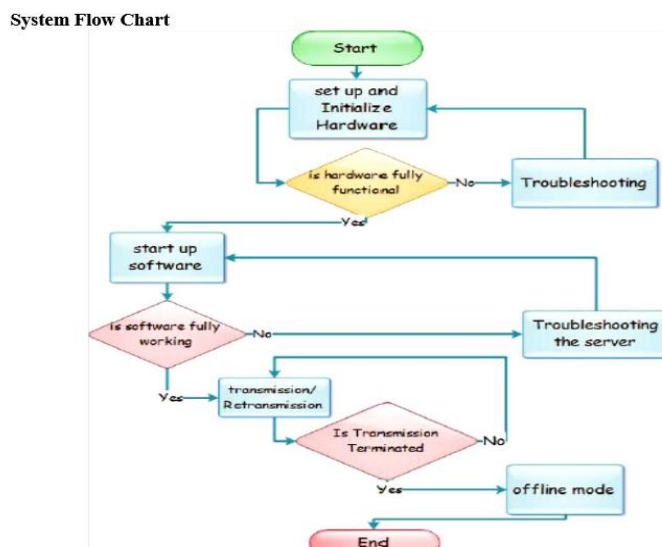 System Flow Chart
Start
set up and
Initialize
Hardware
is hardware fully
functional
No
Troubleshooting
Yes
start up
software
is software fully
working
No
Troubleshooting
the server
Yes
transmission/
Retransmission
Is Transmission
Terminated
No
Yes
offline mode
End